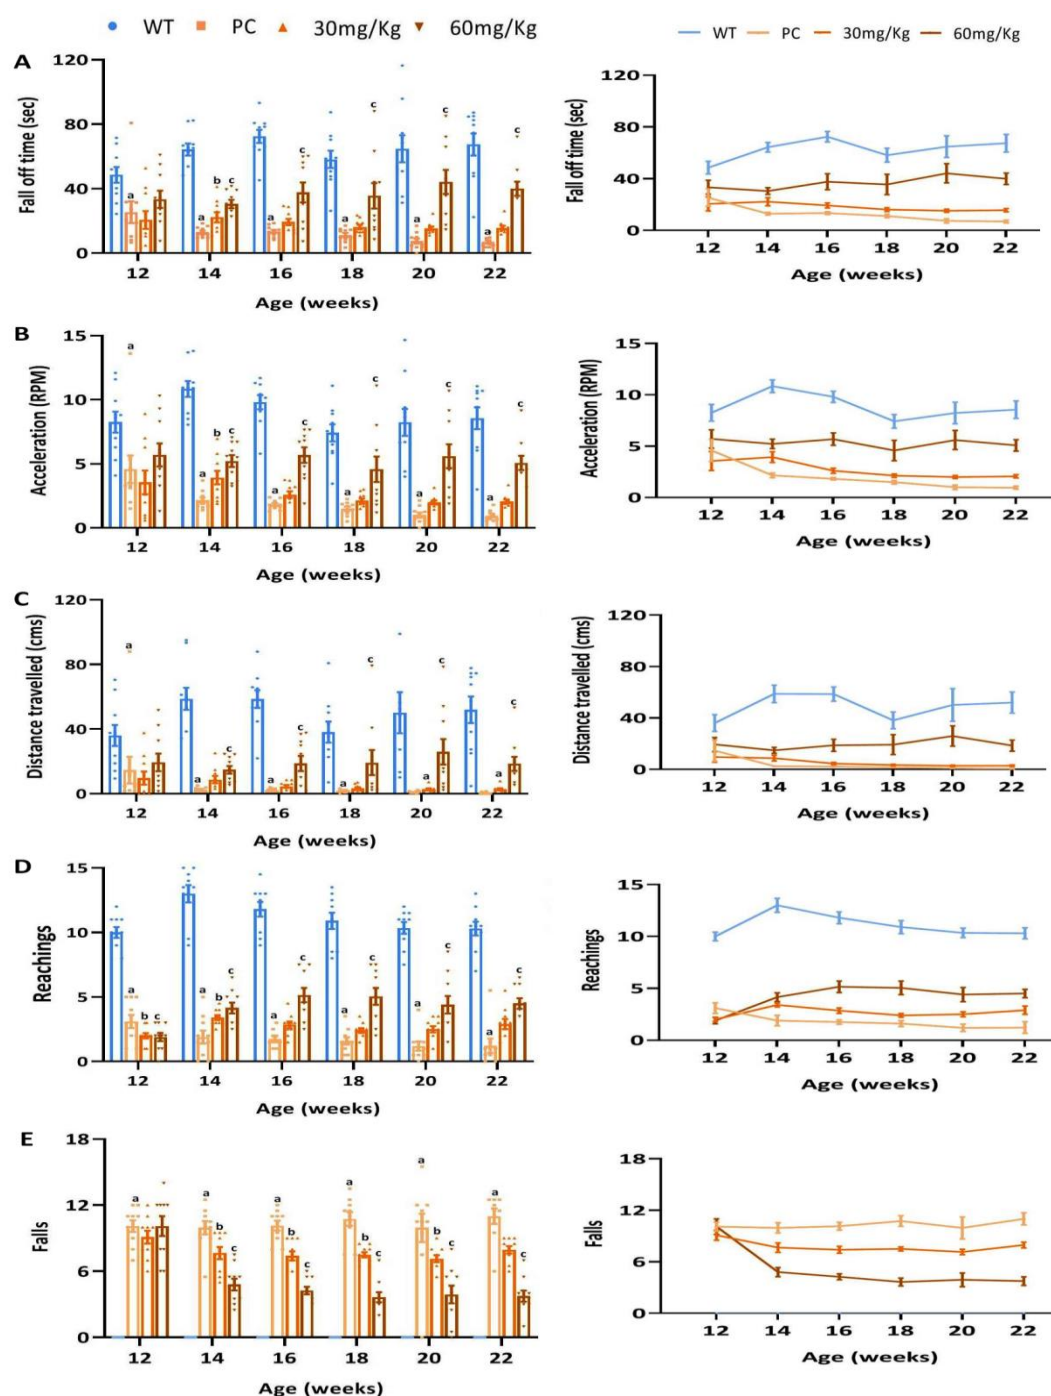 WT PC 30mg/Kg 60mg/Kg
WT PC 30mg/Kg 60mg/Kg
A
Fall off time (sec)
120
80
40
0
a a b c a c a c a c a c
12 14 16 18 20 22
Age (weeks)
Fall off time (sec)
120
80
40
0
12 14 16 18 20 22
Age (weeks)
B
Acceleration (RPM)
15
10
5
0
a a b c a c a c a c a c
12 14 16 18 20 22
Age (weeks)
Acceleration (RPM)
15
10
5
0
12 14 16 18 20 22
Age (weeks)
C
Distance travelled (cms)
120
80
40
0
a a c a c a c a c a c
12 14 16 18 20 22
Age (weeks)
Distance travelled (cms)
120
80
40
0
12 14 16 18 20 22
Age (weeks)
D
Reachings
15
10
5
0
a b c a b c a c a c a c a c
12 14 16 18 20 22
Age (weeks)
Reachings
15
10
5
0
12 14 16 18 20 22
Age (weeks)
E
Falls
18
12
6
0
a a b c a b c a b c a b c a b c
12 14 16 18 20 22
Age (weeks)
Falls
18
12
6
0
12 14 16 18 20 22
Age (weeks)